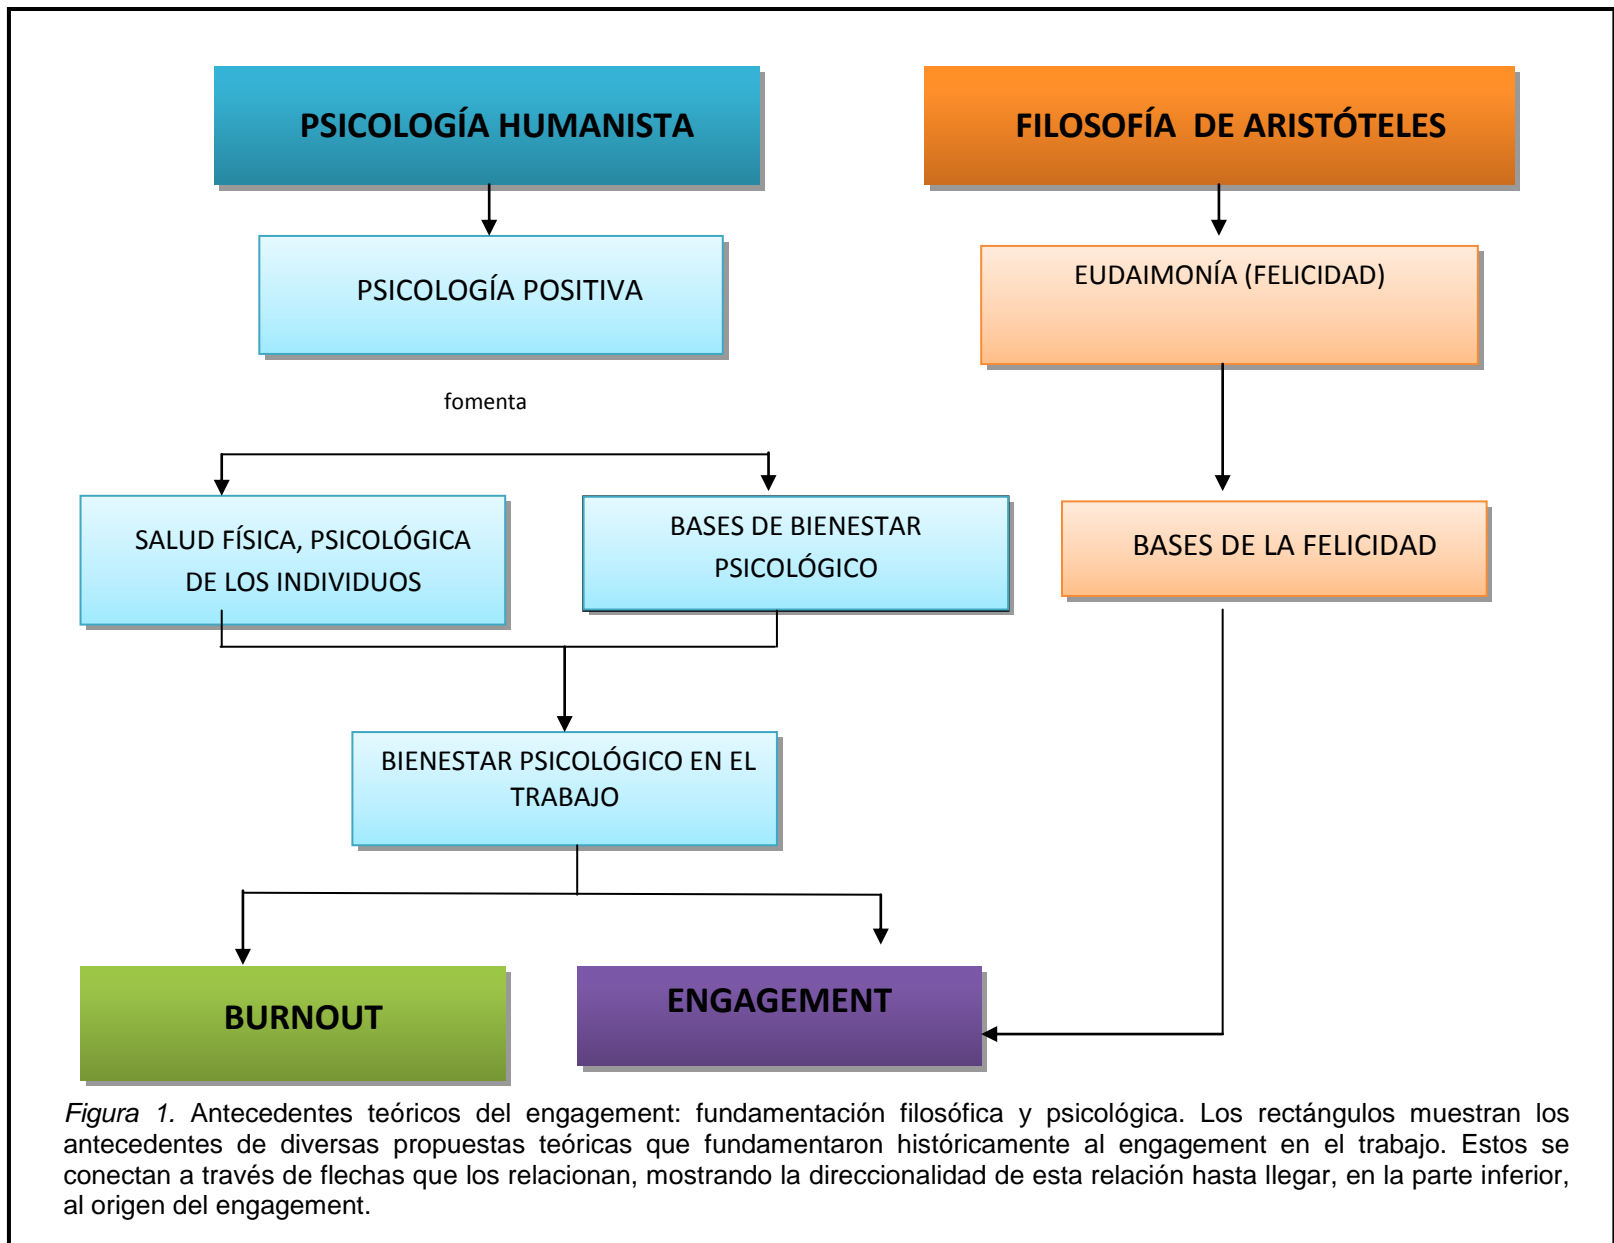 PSICOLOGÍA HUMANISTA
FILOSOFÍA DE ARISTÓTELES
PSICOLOGÍA POSITIVA
EUDAIMONÍA (FELICIDAD)
fomenta
SALUD FÍSICA, PSICOLÓGICA
DE LOS INDIVIDUOS
BASES DE BIENESTAR
PSICOLÓGICO
BASES DE LA FELICIDAD
BIENESTAR PSICOLÓGICO EN EL
TRABAJO
BURNOUT
ENGAGEMENT
Figura 1. Antecedentes teóricos del engagement: fundamentación filosófica y psicológica. Los rectángulos muestran los
antecedentes de diversas propuestas teóricas que fundamentaron históricamente al engagement en el trabajo. Estos se
conectan a través de flechas que los relacionan, mostrando la direccionalidad de esta relación hasta llegar, en la parte inferior,
al origen del engagement.